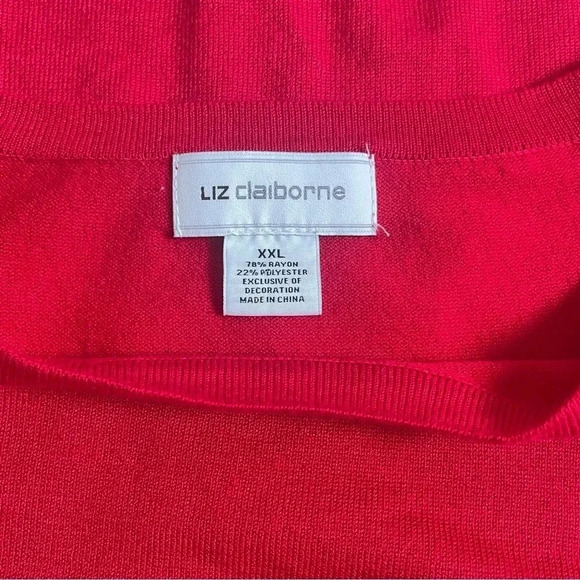 LIZ claiborne
XXL
78% RAYON
22% POLYESTER
EXCLUSIVE OF
DECORATION
MADE IN CHINA